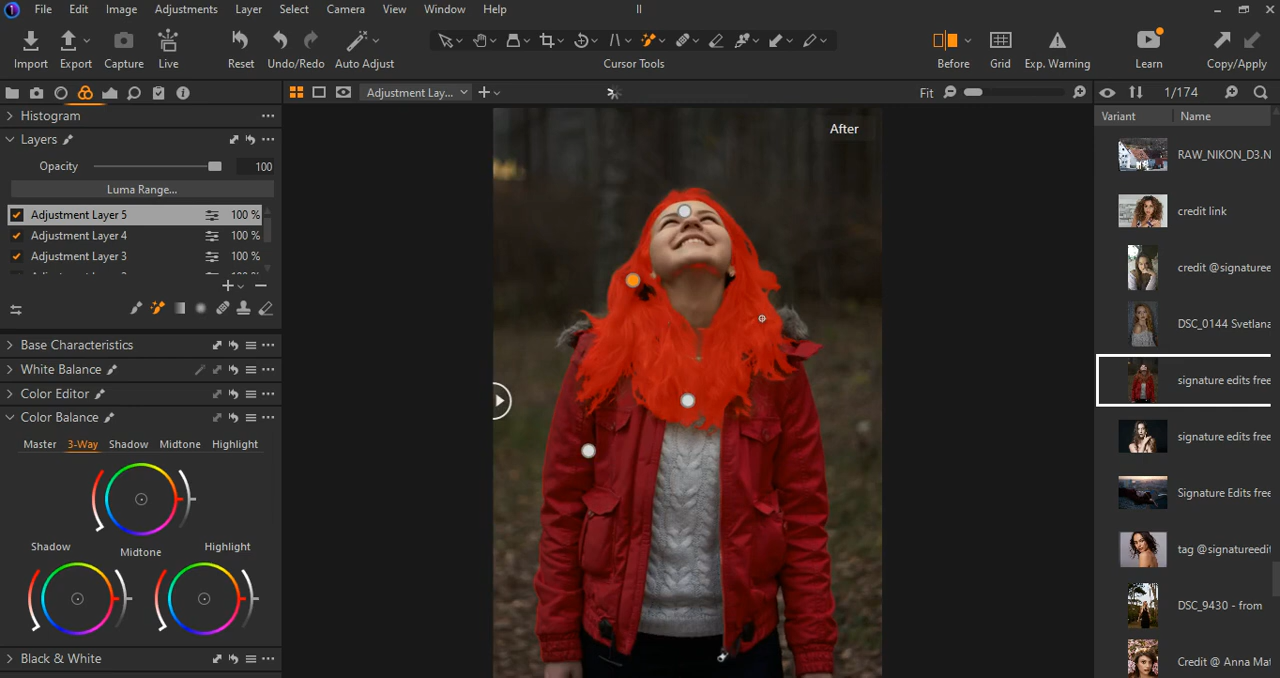 File Edit Image Adjustments Layer Select Camera View Window Help
Import Export Capture Live Reset Undo/Redo Auto Adjust Cursor Tools Before Grid Exp. Warning Learn Copy/Apply
Adjustment Lay... Fit 1/174
Histogram
Layers
Opacity 100
Luma Range...
Adjustment Layer 5 100 %
Adjustment Layer 4 100 %
Adjustment Layer 3 100 %
Base Characteristics
White Balance
Color Editor
Color Balance
Master 3-Way Shadow Midtone Highlight
Shadow Midtone Highlight
Black & White
After
Variant Name
RAW_NIKON_D3.N
credit link
credit @signaturee
DSC_0144 Svetlana
signature edits free
signature edits free
Signature Edits free
tag @signatureedit
DSC_9430 - from
Credit @ Anna Mat